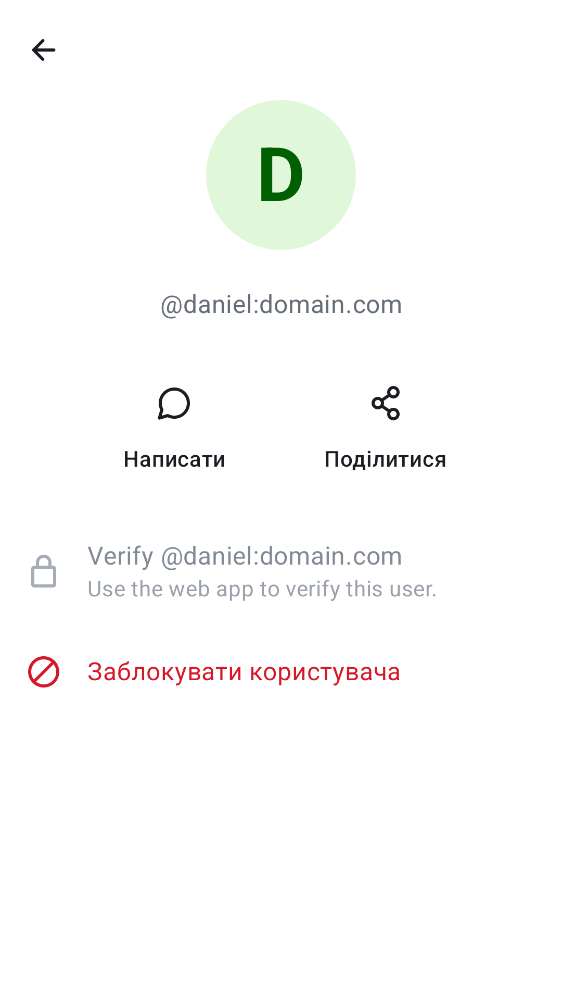 D
@daniel:domain.com
Написати
Поділитися
Verify @daniel:domain.com
Use the web app to verify this user.
Заблокувати користувача